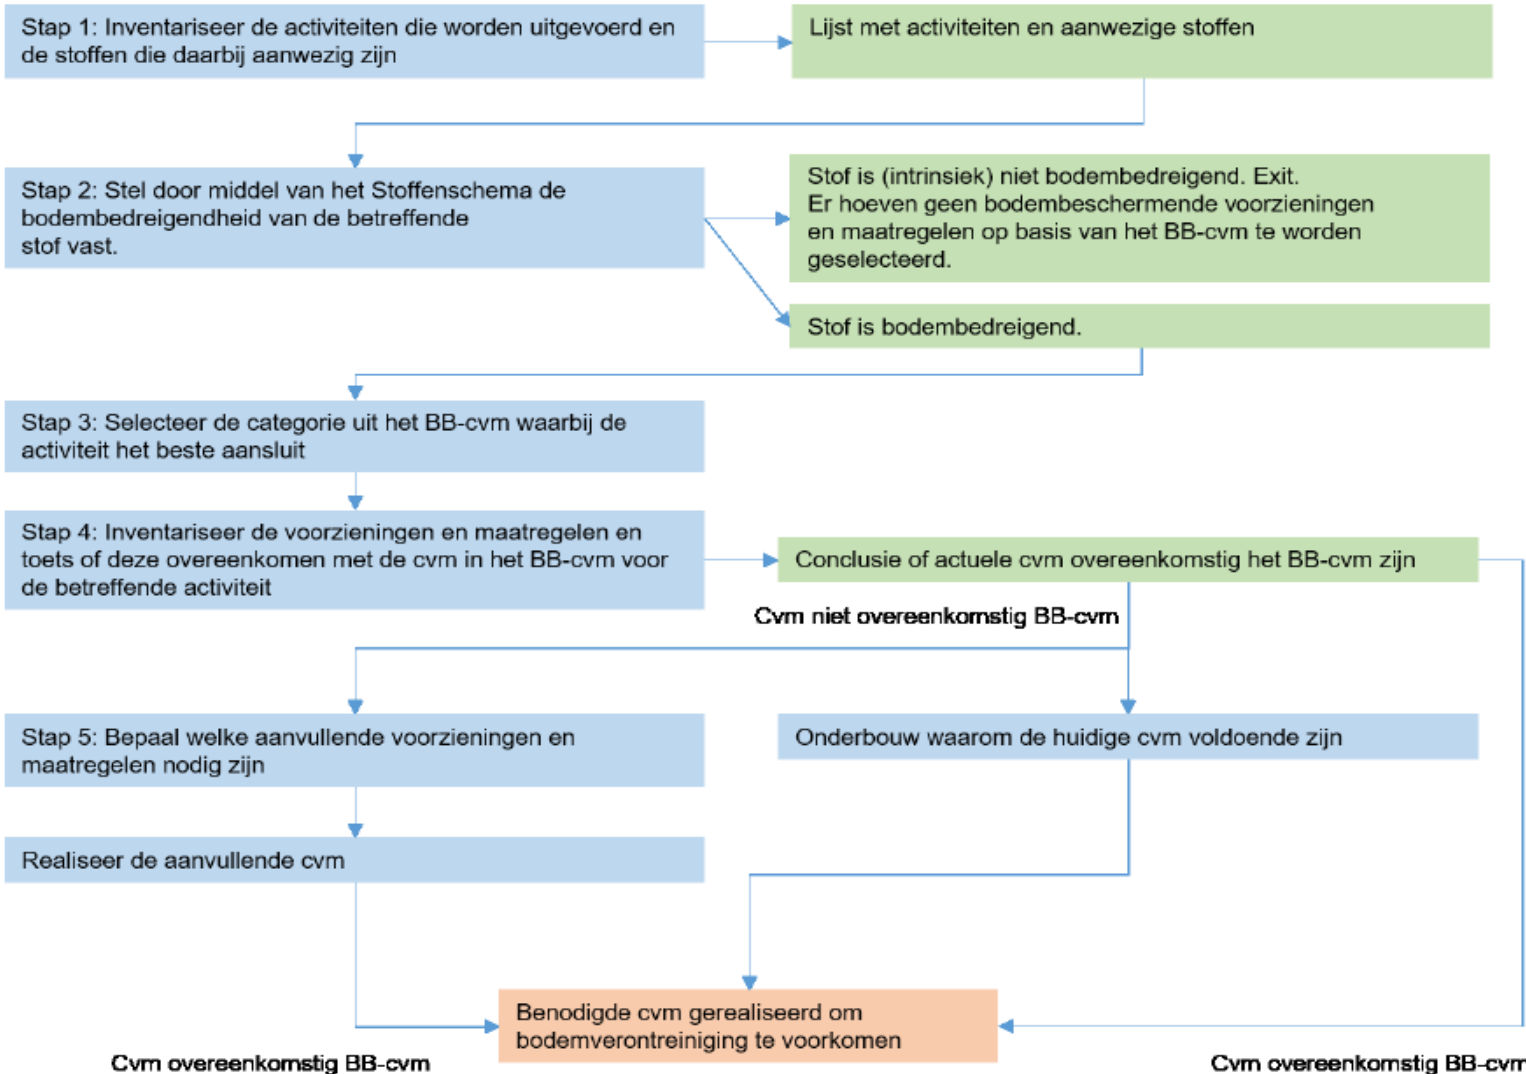 Stap 1: Inventariseer de activiteiten die worden uitgevoerd en
de stoffen die daarbij aanwezig zijn
Lijst met activiteiten en aanwezige stoffen
Stap 2: Stel door middel van het Stoffenschema de
bodembedreigendheid van de betreffende
stof vast.
Stof is (intrinsiek) niet bodembedreigend. Exit.
Er hoeven geen bodembeschermende voorzieningen
en maatregelen op basis van het BB-cvm te worden
geselecteerd.
Stof is bodembedreigend.
Stap 3: Selecteer de categorie uit het BB-cvm waarbij de
activiteit het beste aansluit
Stap 4: Inventariseer de voorzieningen en maatregelen en
toets of deze overeenkomen met de cvm in het BB-cvm voor
de betreffende activiteit
Conclusie of actuele cvm overeenkomstig het BB-cvm zijn
Cvm niet overeenkomstig BB-cvm
Stap 5: Bepaal welke aanvullende voorzieningen en
maatregelen nodig zijn
Onderbouw waarom de huidige cvm voldoende zijn
Realiseer de aanvullende cvm
Benodigde cvm gerealiseerd om
bodemverontreiniging te voorkomen
Cvm overeenkomstig BB-cvm
Cvm overeenkomstig BB-cvm